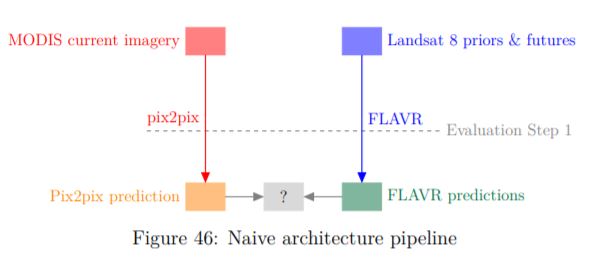 MODIS current imagery
Landsat 8 priors & futures
pix2pix
FLAVR
Evaluation Step 1
Pix2pix prediction
?
FLAVR predictions
Figure 46: Naive architecture pipeline